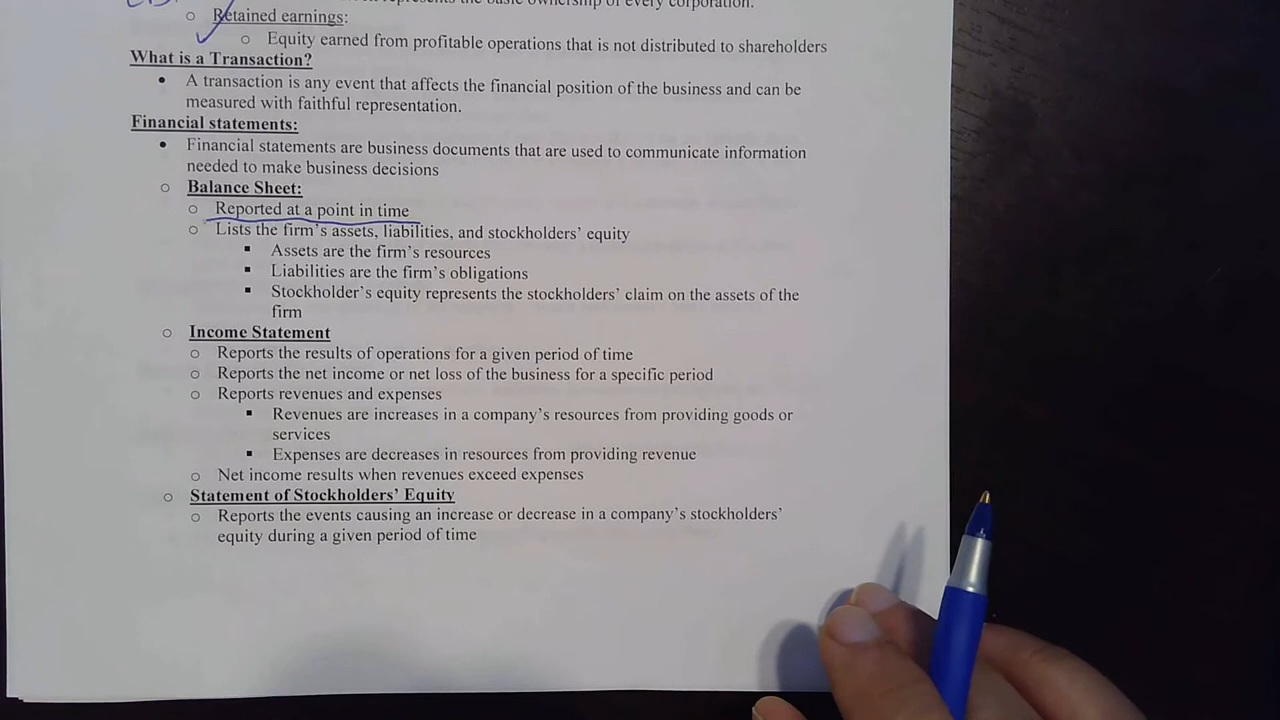 represents the basic ownership of every corporation.
○ Retained earnings:
○ Equity earned from profitable operations that is not distributed to shareholders
What is a Transaction?
• A transaction is any event that affects the financial position of the business and can be
measured with faithful representation.
Financial statements:
• Financial statements are business documents that are used to communicate information
needed to make business decisions
○ Balance Sheet:
○ Reported at a point in time
○ Lists the firm's assets, liabilities, and stockholders' equity
▪ Assets are the firm's resources
▪ Liabilities are the firm's obligations
▪ Stockholder's equity represents the stockholders' claim on the assets of the
firm
○ Income Statement
○ Reports the results of operations for a given period of time
○ Reports the net income or net loss of the business for a specific period
○ Reports revenues and expenses
▪ Revenues are increases in a company's resources from providing goods or
services
▪ Expenses are decreases in resources from providing revenue
○ Net income results when revenues exceed expenses
○ Statement of Stockholders' Equity
○ Reports the events causing an increase or decrease in a company's stockholders'
equity during a given period of time